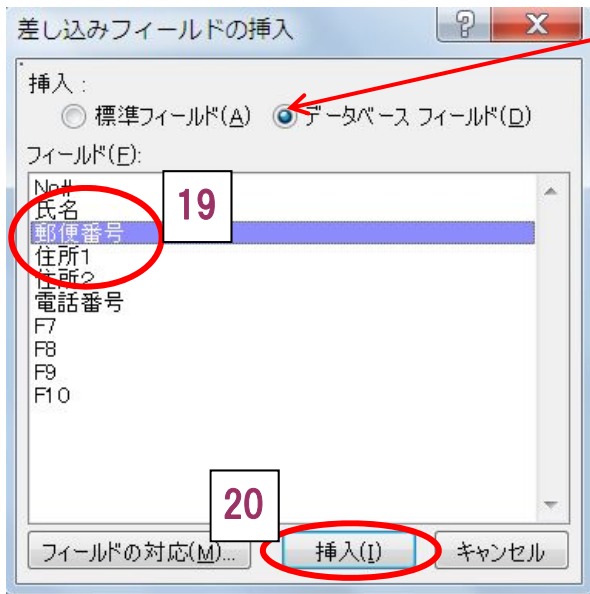 差し込みフィールドの挿入
挿入:
標準フィールド(A) データベース フィールド(D)
フィールド(F):
No#
氏名
郵便番号
住所1
住所2
電話番号
F7
F8
F9
F10
19
20
フィールドの対応(M)... 挿入(I) キャンセル